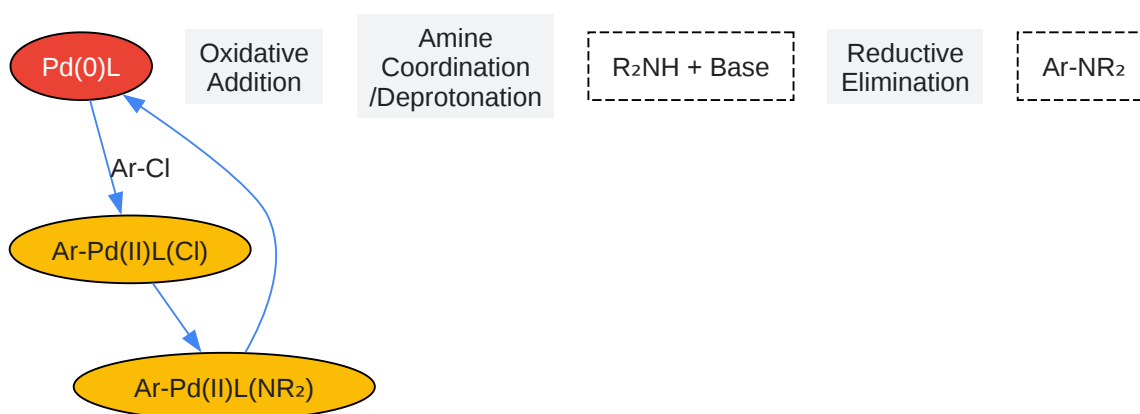 Pd(0)L
Oxidative
Addition
Amine
Coordination
/Deprotonation
R₂NH + Base
Reductive
Elimination
Ar-NR₂
Ar-Cl
Ar-Pd(II)L(Cl)
Ar-Pd(II)L(NR₂)